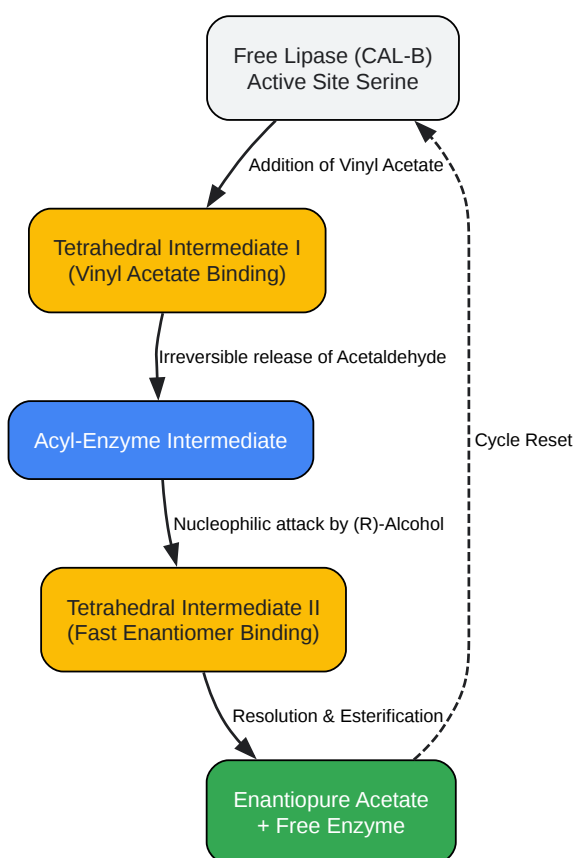 Free Lipase (CAL-B)
Active Site Serine
Addition of Vinyl Acetate
Tetrahedral Intermediate I
(Vinyl Acetate Binding)
Irreversible release of Acetaldehyde
Acyl-Enzyme Intermediate
Cycle Reset
Nucleophilic attack by (R)-Alcohol
Tetrahedral Intermediate II
(Fast Enantiomer Binding)
Resolution & Esterification
Enantiopure Acetate
+ Free Enzyme